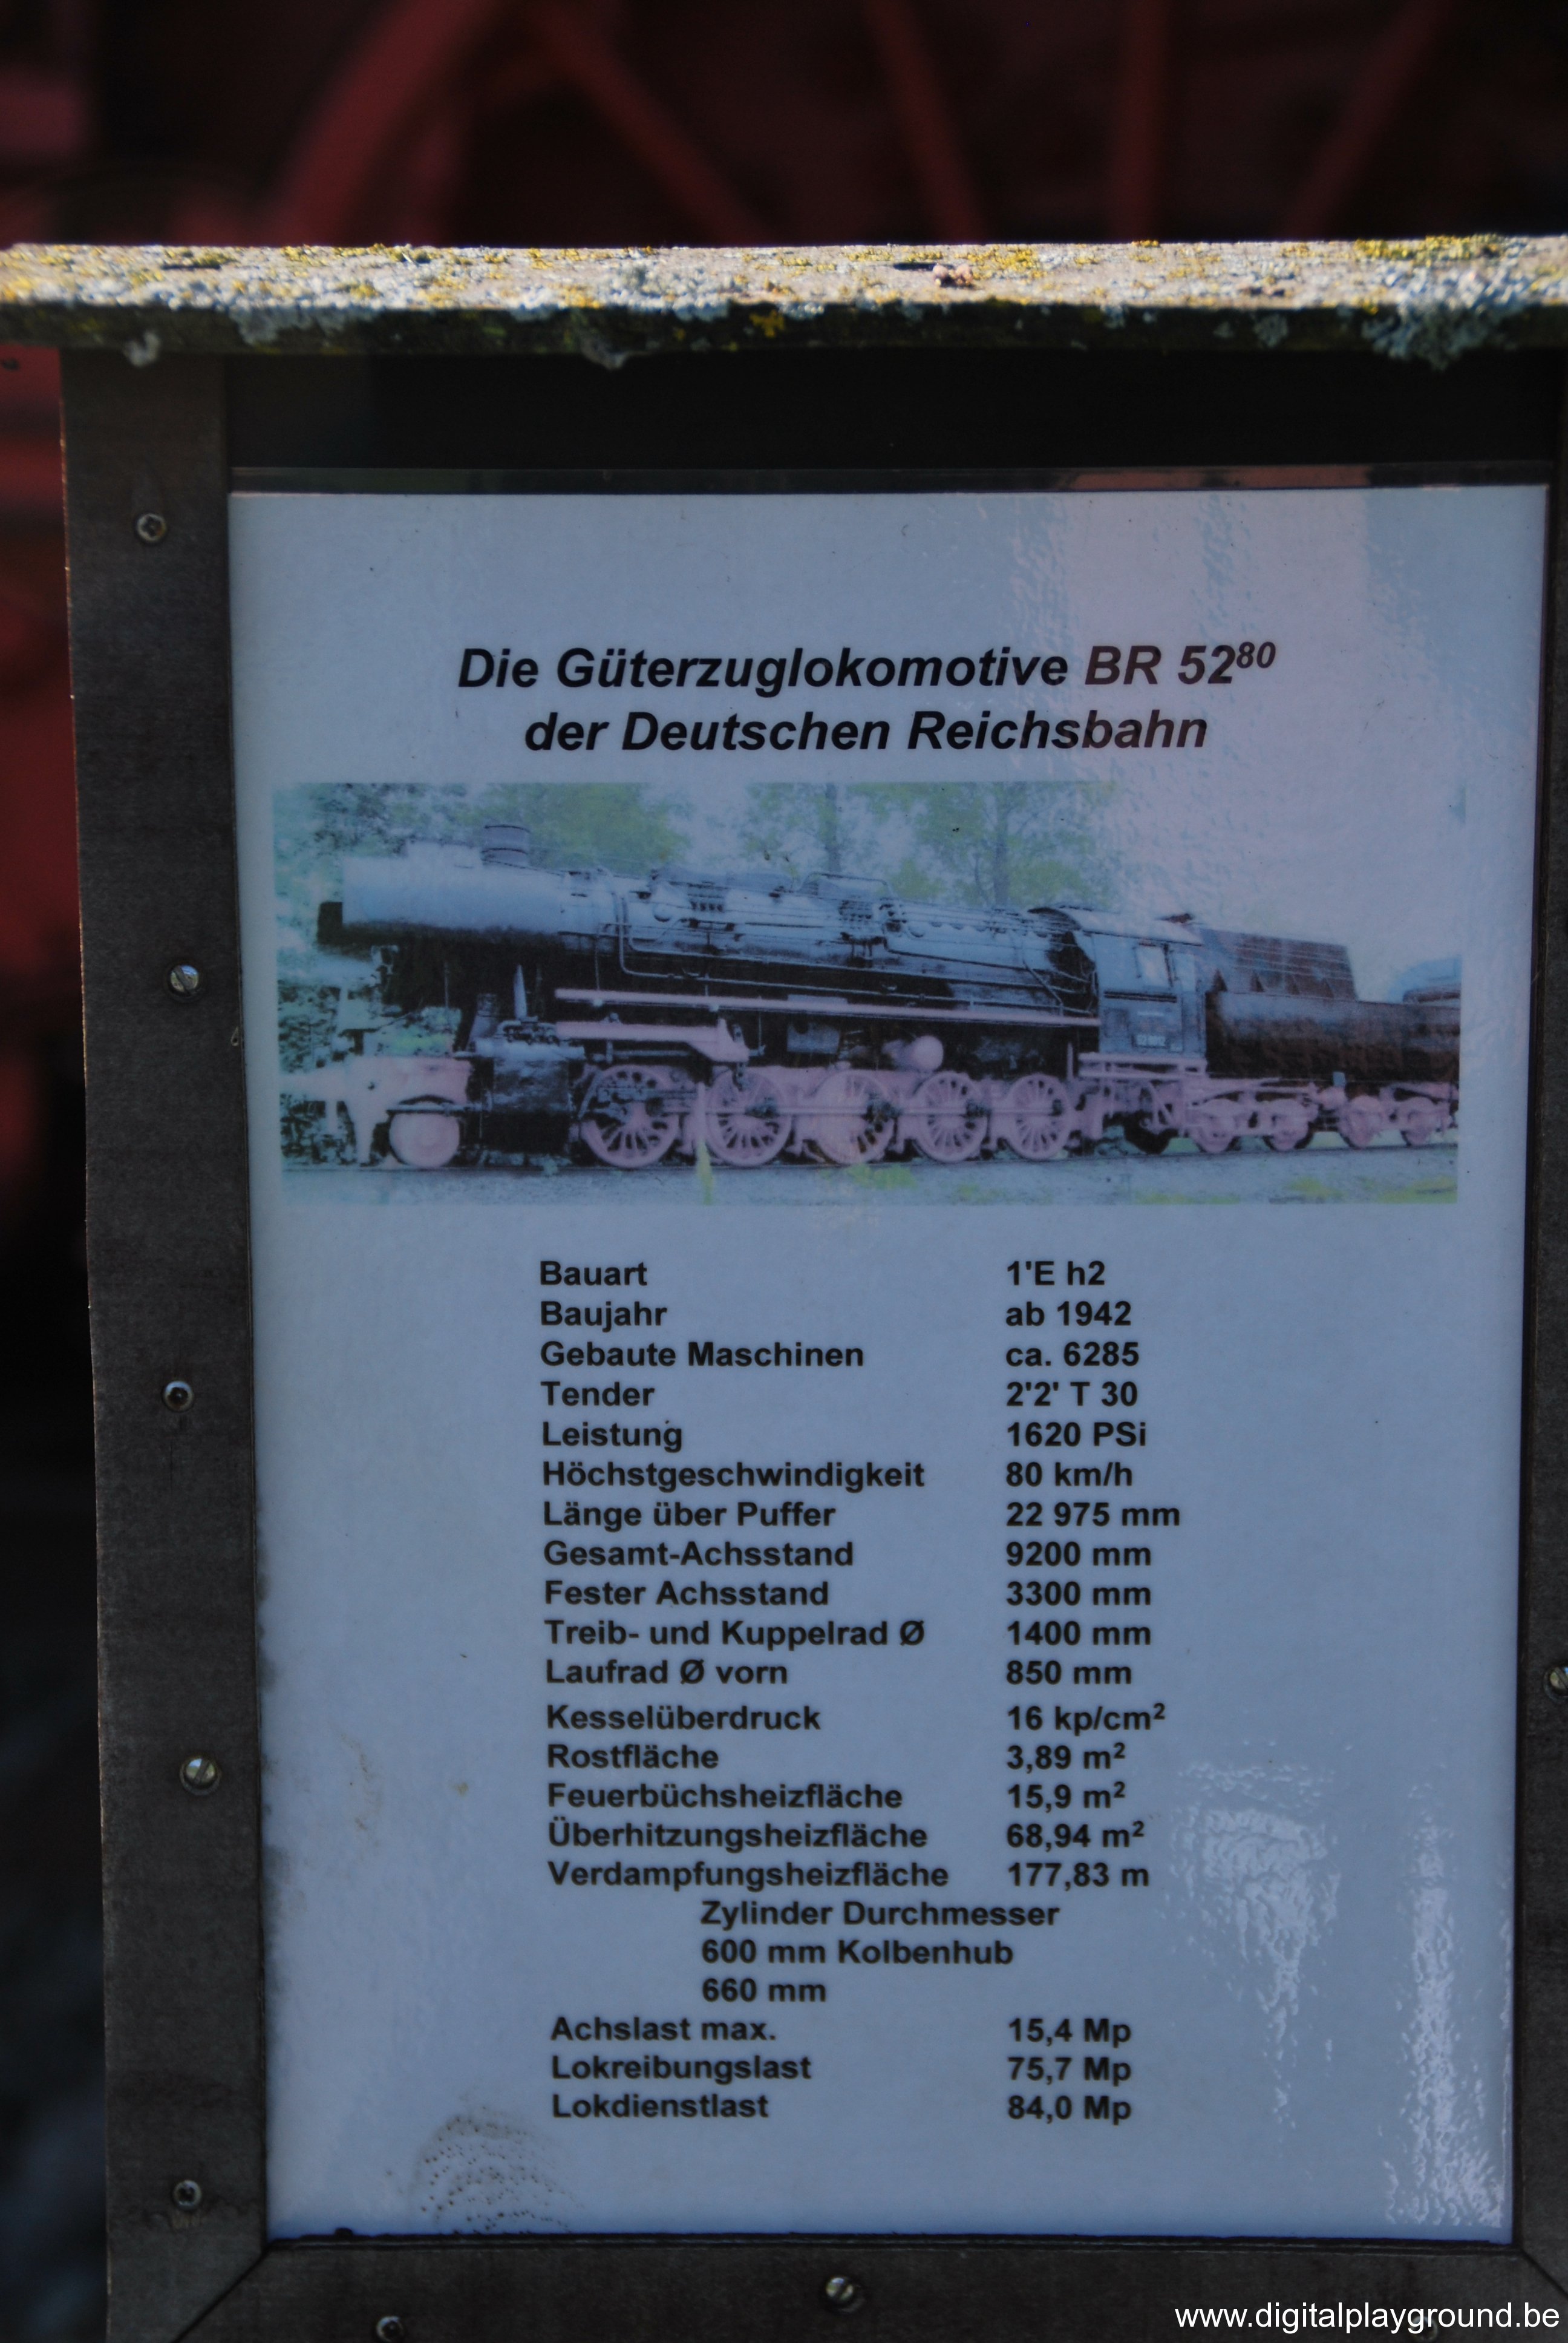 Die Güterzuglokomotive BR 52⁸⁰
der Deutschen Reichsbahn
Bauart 1'E h2
Baujahr ab 1942
Gebaute Maschinen ca. 6285
Tender 2'2' T 30
Leistung 1620 PSi
Höchstgeschwindigkeit 80 km/h
Länge über Puffer 22 975 mm
Gesamt-Achsstand 9200 mm
Fester Achsstand 3300 mm
Treib- und Kuppelrad Ø 1400 mm
Laufrad Ø vorn 850 mm
Kesselüberdruck 16 kp/cm²
Rostfläche 3,89 m²
Feuerbüchsheizfläche 15,9 m²
Überhitzungsheizfläche 68,94 m²
Verdampfungsheizfläche 177,83 m
Zylinder Durchmesser
600 mm Kolbenhub
660 mm
Achslast max. 15,4 Mp
Lokreibungslast 75,7 Mp
Lokdienstlast 84,0 Mp
www.digitalplayground.be